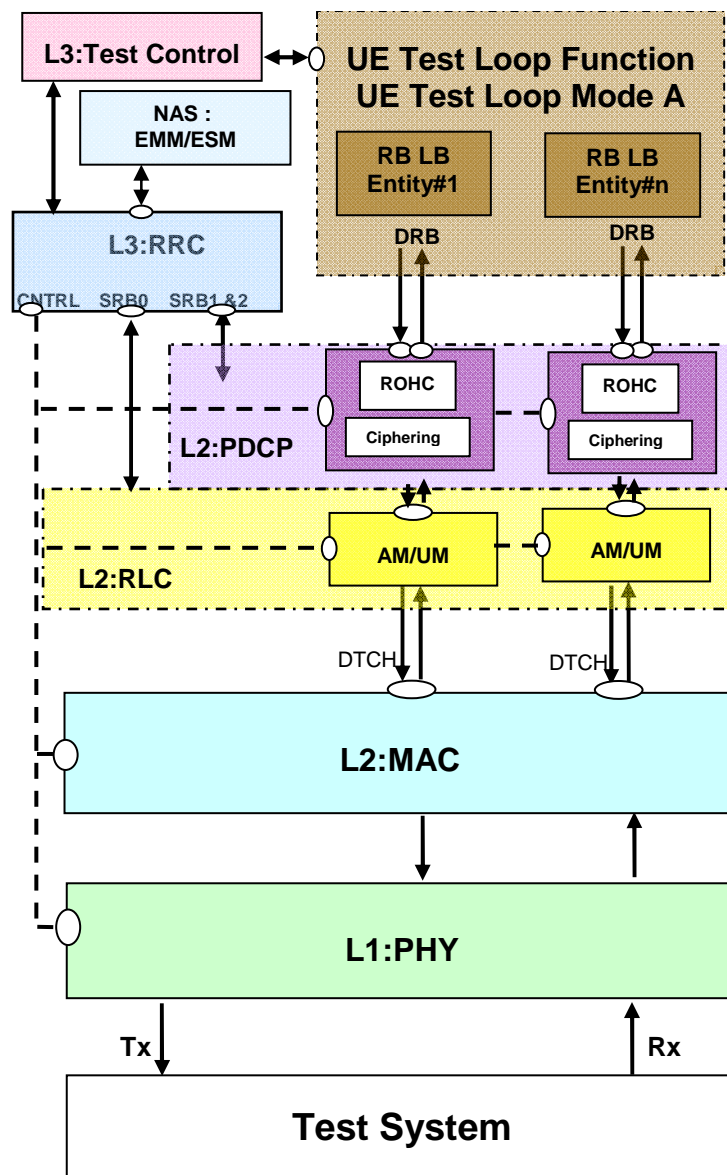 L3:Test Control
UE Test Loop Function
UE Test Loop Mode A
NAS :
EMM/ESM
RB LB
Entity#1
RB LB
Entity#n
DRB
DRB
L3:RRC
CNTRL
SRB0
SRB1 &2
ROHC
ROHC
Ciphering
Ciphering
L2:PDCP
AM/UM
AM/UM
L2:RLC
DTCH
DTCH
L2:MAC
L1:PHY
Tx
Rx
Test System